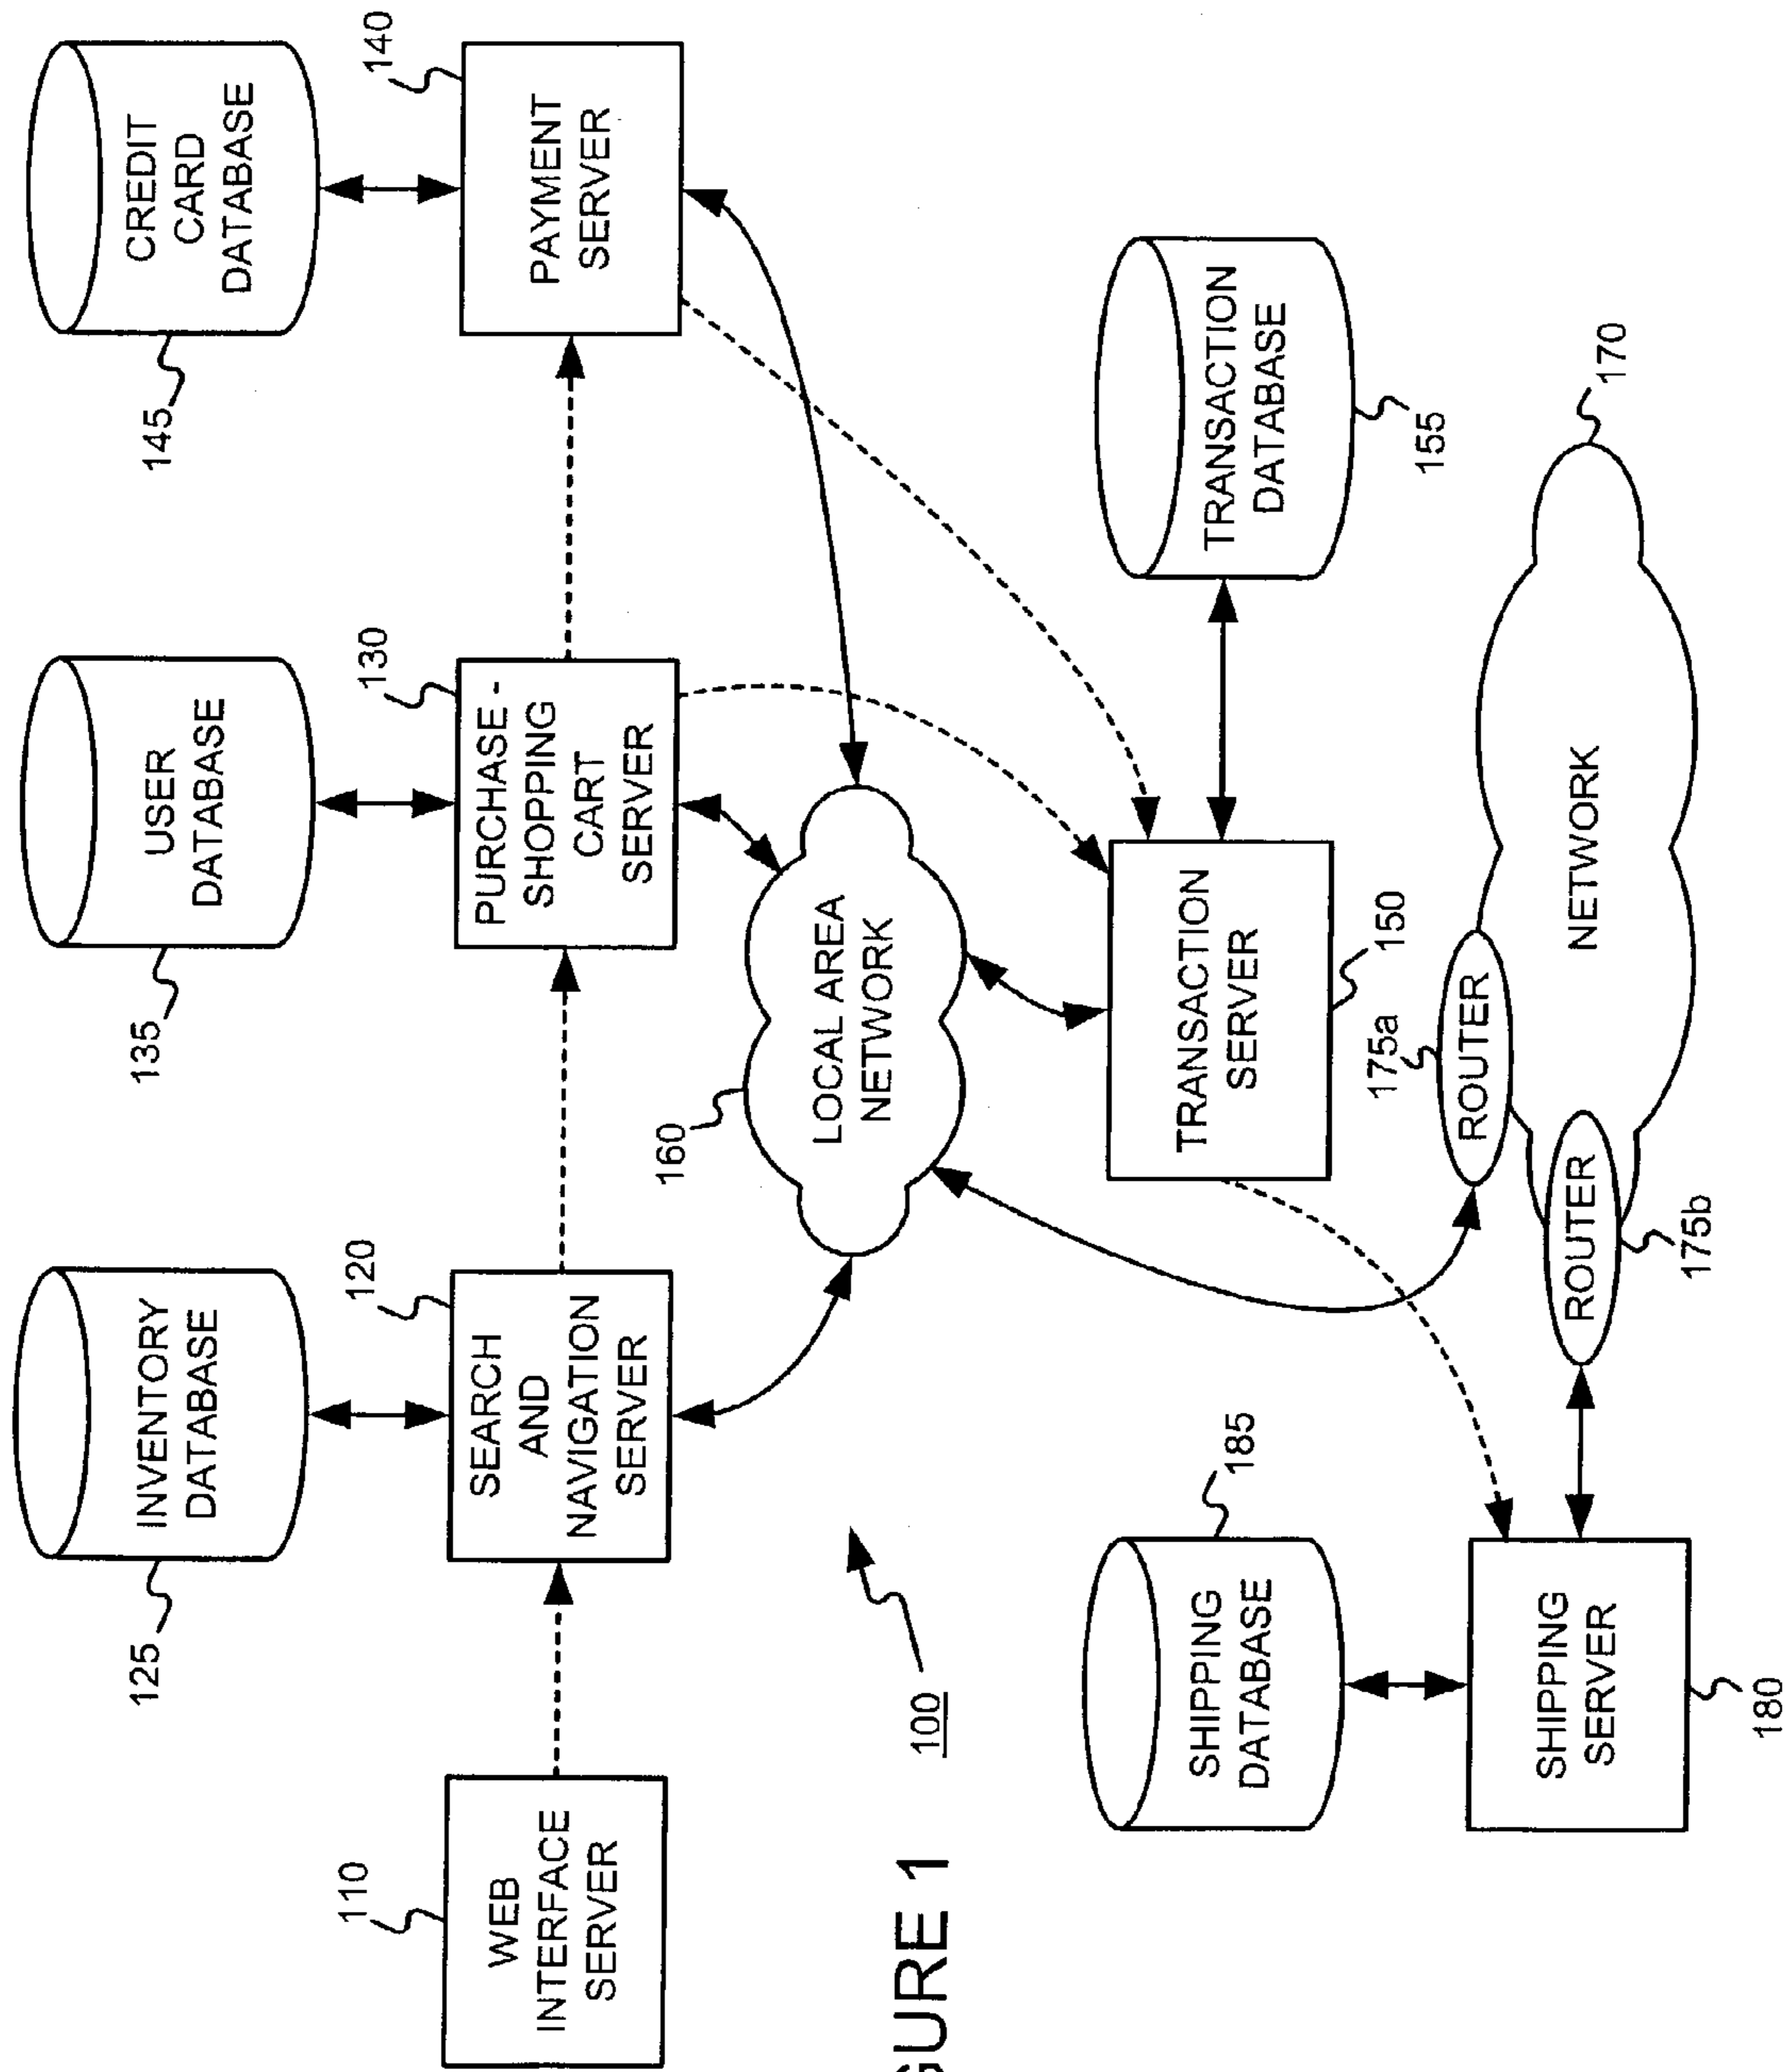 INVENTORY
DATABASE
125
USER
DATABASE
135
CREDIT
CARD
DATABASE
145
110
WEB
INTERFACE
SERVER
120
SEARCH
AND
NAVIGATION
SERVER
130
PURCHASE -
SHOPPING
CART
SERVER
140
PAYMENT
SERVER
160
LOCAL AREA
NETWORK
100
GURE 1
SHIPPING
DATABASE
185
TRANSACTION
SERVER
150
TRANSACTION
DATABASE
155
175a
ROUTER
SHIPPING
SERVER
180
ROUTER
175b
NETWORK
170